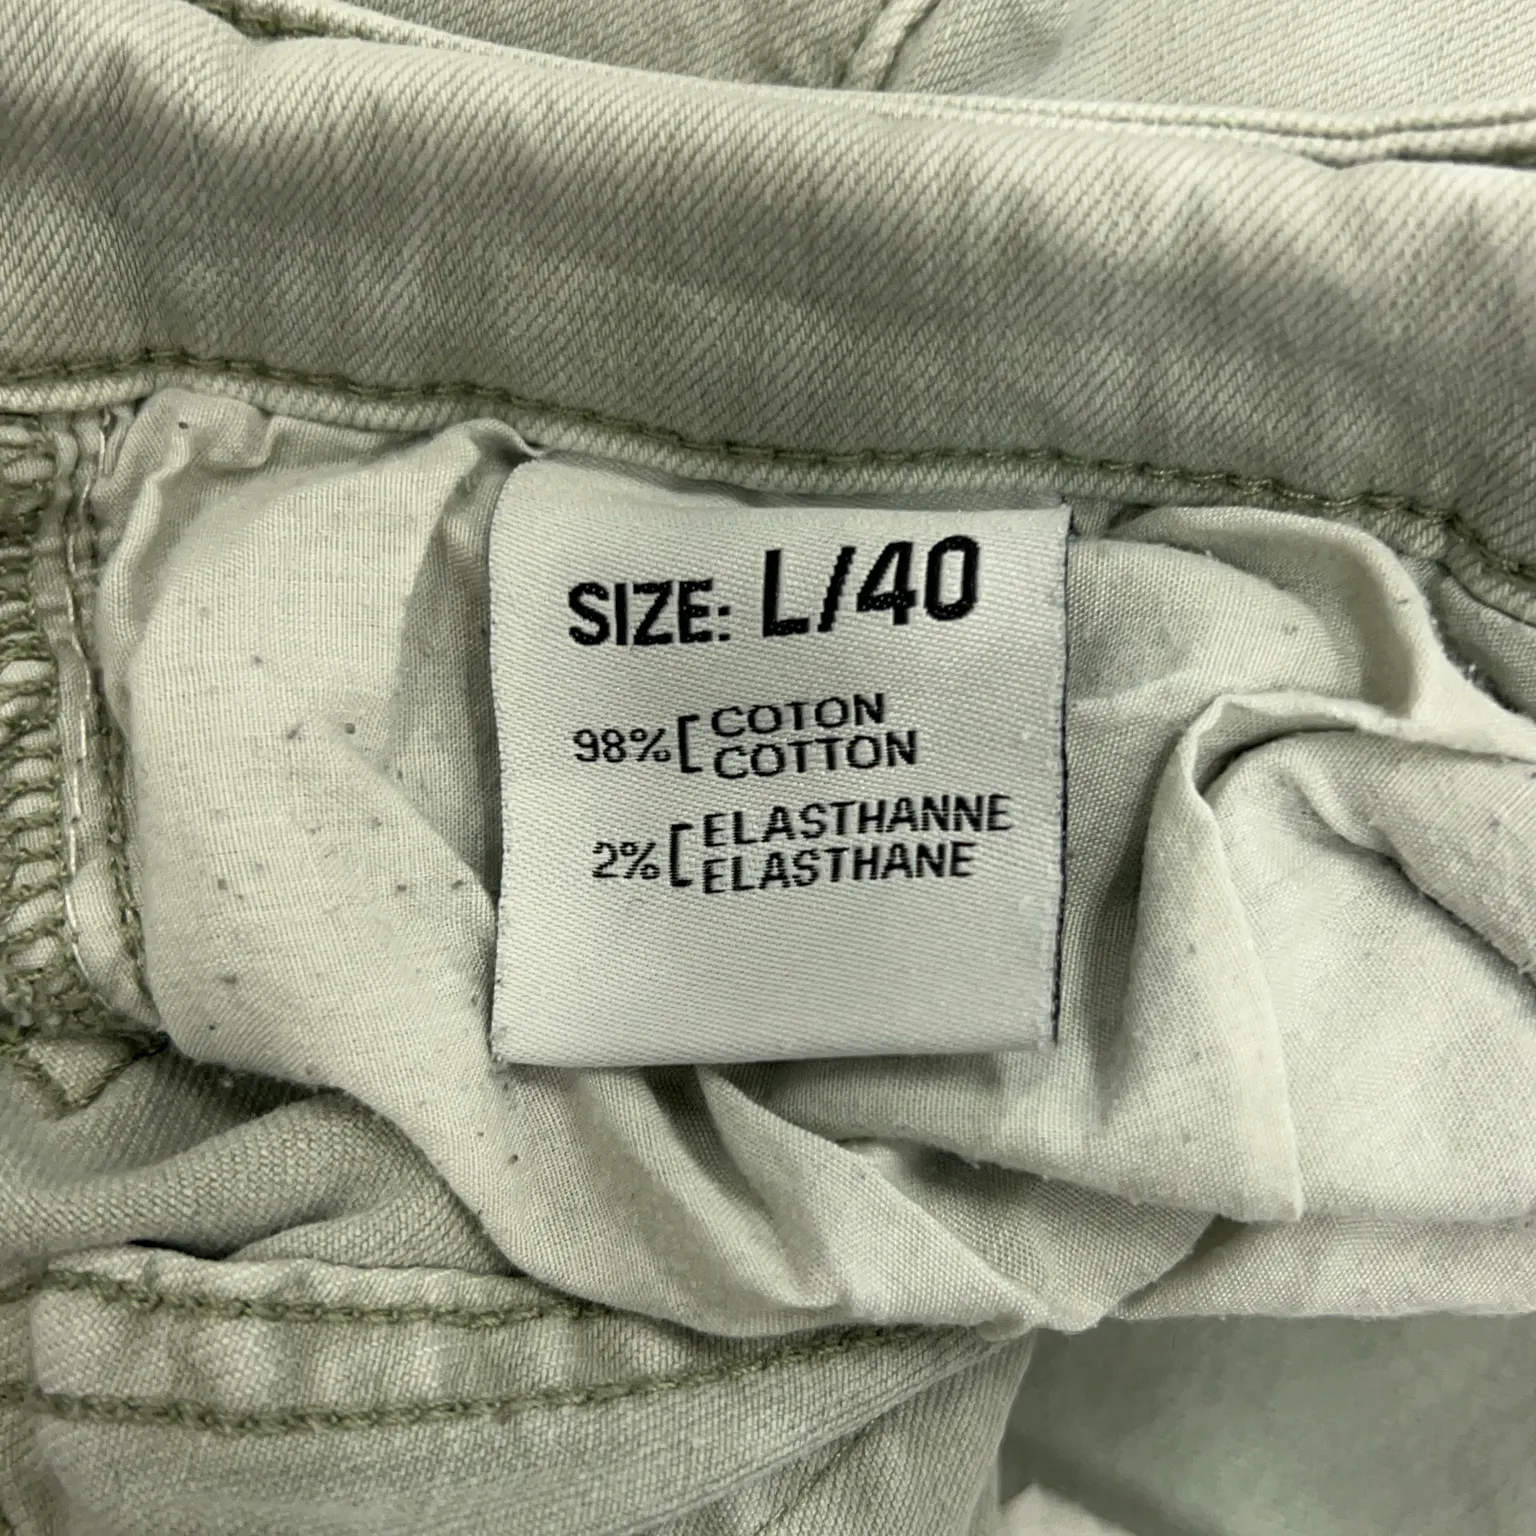 SIZE: L/40
98% [ COTON
COTTON
2% [ ELASTHANNE
ELASTHANE